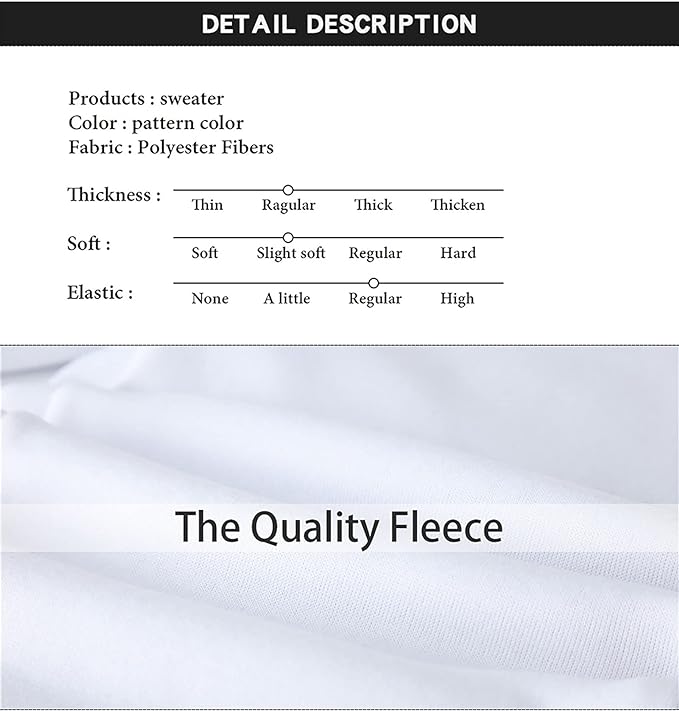 DETAIL DESCRIPTION
Products : sweater
Color : pattern color
Fabric : Polyester Fibers
Thickness :
Thin Ragular Thick Thicken
Soft :
Soft Slight soft Regular Hard
Elastic :
None A little Regular High
The Quality Fleece